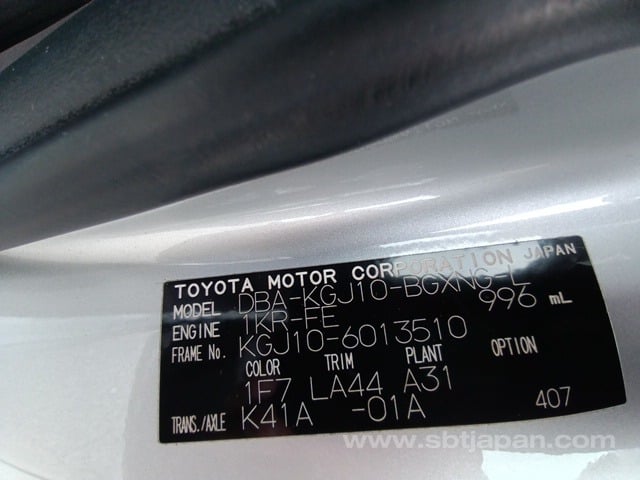 TOYOTA MOTOR CORPORATION JAPAN
MODEL DBA-KGJ10-BGXNG-L
ENGINE 1KR-FE 996 mL
FRAME No. KGJ10-6013510
COLOR TRIM PLANT OPTION
1F7 LA44 A31
TRANS./AXLE K41A -01A 407
www.sbtjapan.com